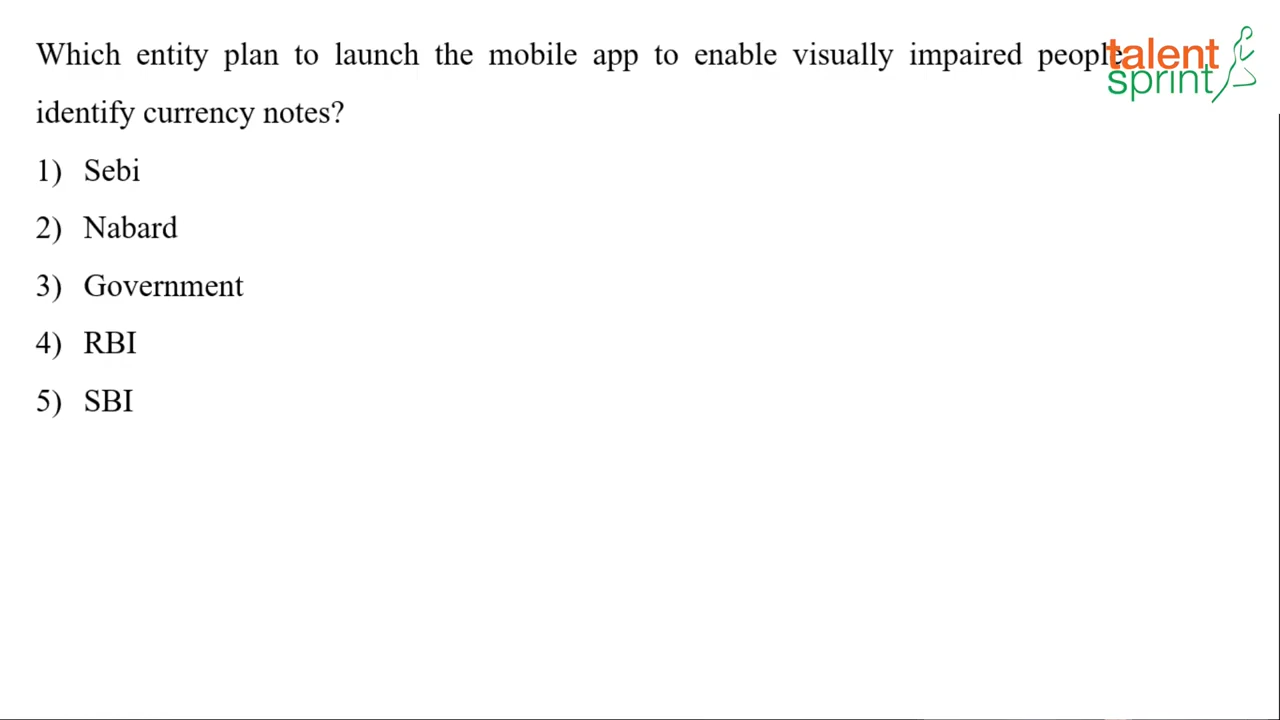 Which entity plan to launch the mobile app to enable visually impaired people
identify currency notes?
1) Sebi
2) Nabard
3) Government
4) RBI
5) SBI
talent
sprint